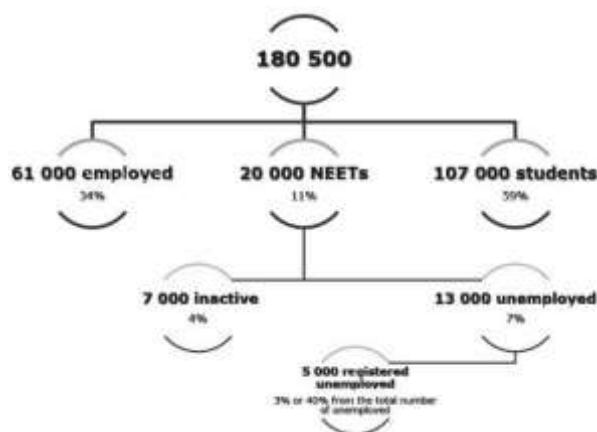 180 500
61 000 employed
34%
20 000 NEETs
11%
107 000 students
59%
7 000 inactive
4%
13 000 unemployed
7%
5 000 registered
unemployed
3% or 40% from the total number
of unemployed